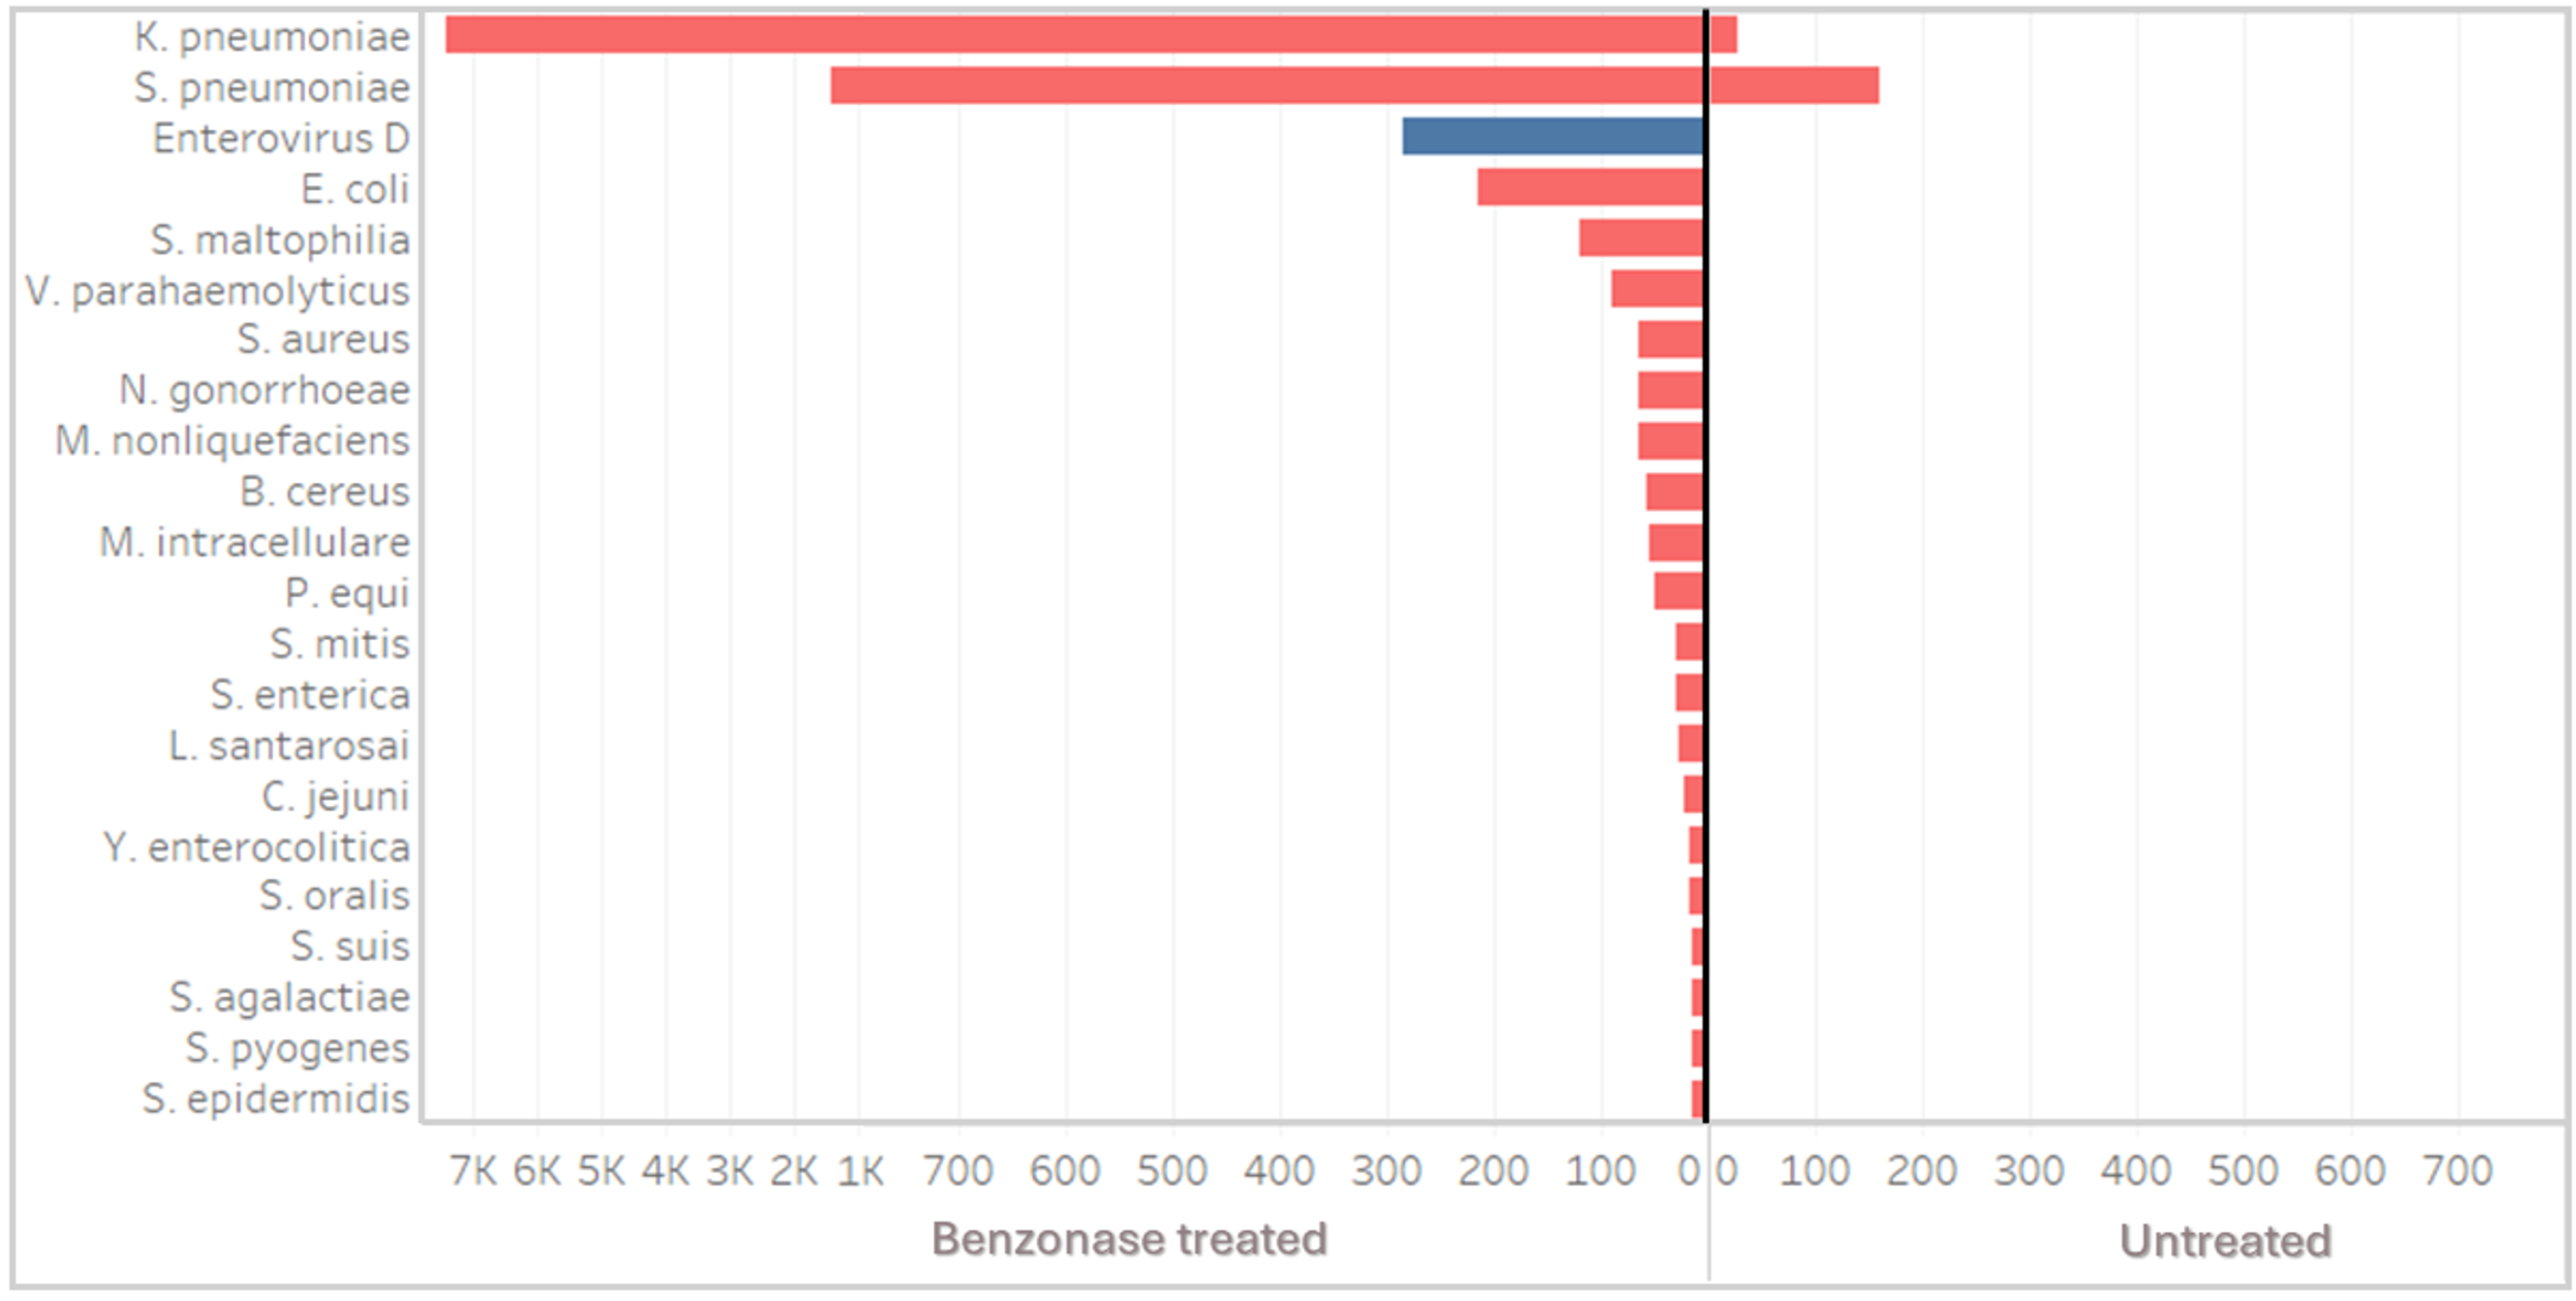 K. pneumoniae
S. pneumoniae
Enterovirus D
E. coli
S. maltophilia
V. parahaemolyticus
S. aureus
N. gonorrhoeae
M. nonliquefaciens
B. cereus
M. intracellulare
P. equi
S. mitis
S. enterica
L. santarosai
C. jejuni
Y. enterocolitica
S. oralis
S. suis
S. agalactiae
S. pyogenes
S. epidermidis
7K 6K 5K 4K 3K 2K 1K 700 600 500 400 300 200 100 0 0 100 200 300 400 500 600 700
Benzonase treated Untreated